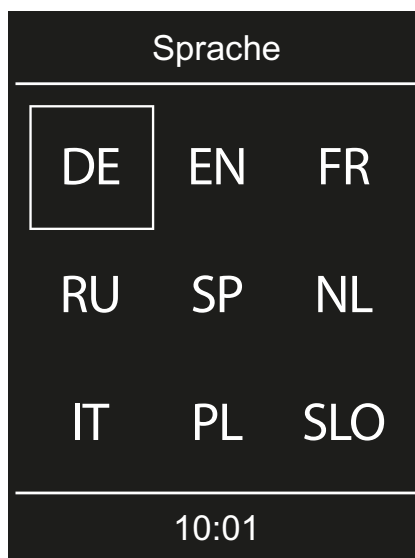 Sprache
DE EN FR
RU SP NL
IT PL SLO
10:01